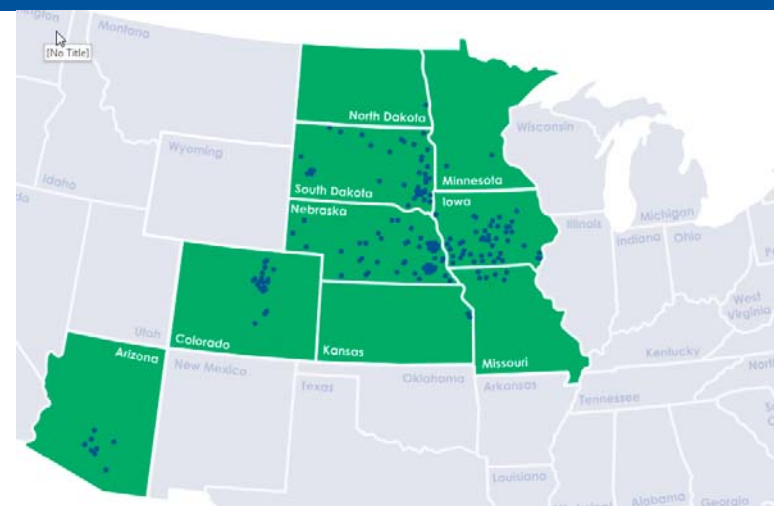 Montana
[No Title]
North Dakota
Wisconsin
Wyoming
Idaho
South Dakota
Minnesota
Nebraska
Iowa
Michigan
Illinois
Indiana
Ohio
West
Virginia
Utah
Colorado
Kansas
Missouri
Kentucky
Arizona
New Mexico
Texas
Oklahoma
Arkansas
Tennessee
Louisiana
Alabama
Georgia